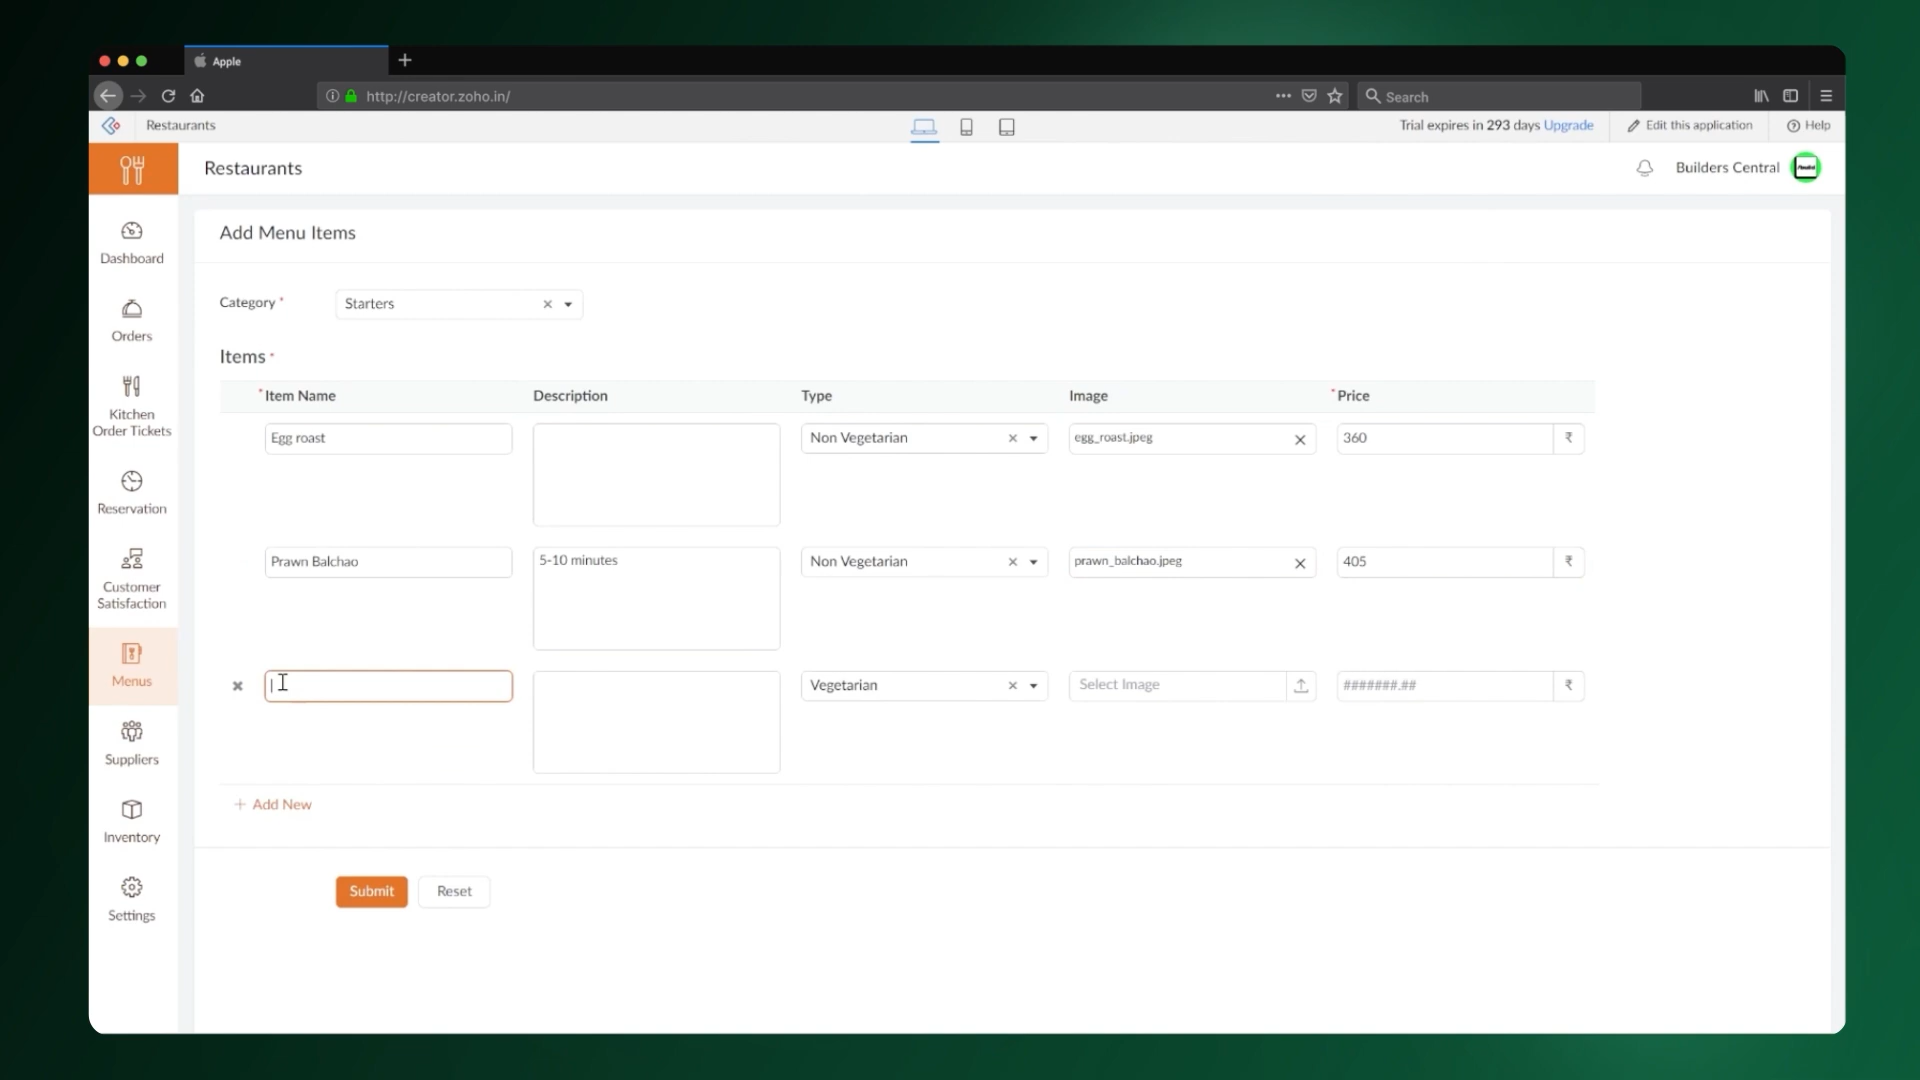 Apple
http://creator.zoho.in/
Search
Restaurants
Trial expires in 293 days Upgrade
Edit this application
Help
Restaurants
Builders Central
Dashboard
Orders
Kitchen
Order Tickets
Reservation
Customer
Satisfaction
Menus
Suppliers
Inventory
Settings
Add Menu Items
Category *
Starters
Items *
* Item Name Description Type Image * Price
Egg roast Non Vegetarian egg_roast.jpeg 360 ₹
Prawn Balchao 5-10 minutes Non Vegetarian prawn_balchao.jpeg 405 ₹
Vegetarian Select Image #######.## ₹
+ Add New
Submit Reset